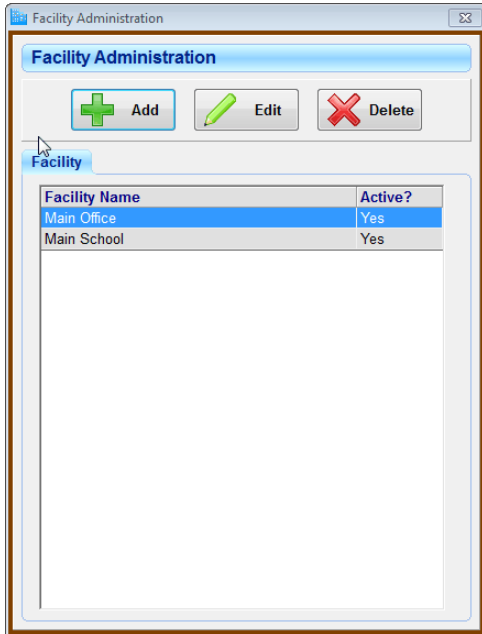 Facility Administration
Facility Administration
Add Edit Delete
Facility
Facility Name Active?
Main Office Yes
Main School Yes